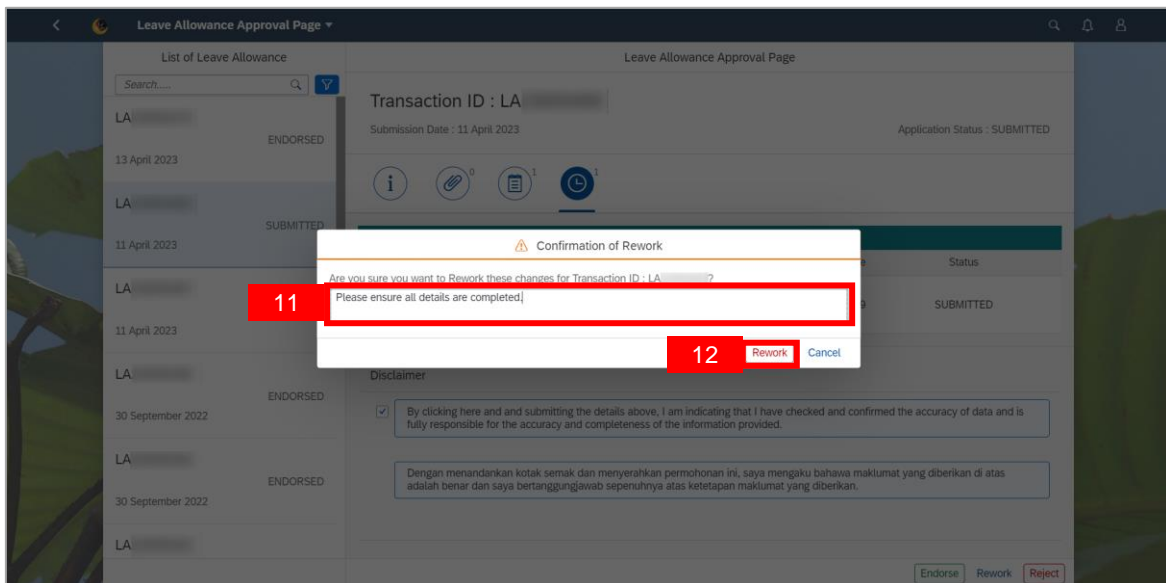 Leave Allowance Approval Page
List of Leave Allowance
Leave Allowance Approval Page
Search.....
LA
ENDORSED
13 April 2023
LA
SUBMITTED
11 April 2023
LA
11 April 2023
LA
ENDORSED
30 September 2022
LA
ENDORSED
30 September 2022
LA
Transaction ID : LA
Submission Date : 11 April 2023
Application Status : SUBMITTED
0
1
1
Status
9
SUBMITTED
Confirmation of Rework
Are you sure you want to Rework these changes for Transaction ID : LA ?
11
Please ensure all details are completed.
12
Rework
Cancel
Disclaimer
By clicking here and and submitting the details above, I am indicating that I have checked and confirmed the accuracy of data and is
fully responsible for the accuracy and completeness of the information provided.
Dengan menandankan kotak semak dan menyerahkan permohonan ini, saya mengaku bahawa maklumat yang diberikan di atas
adalah benar dan saya bertanggungjawab sepenuhnya atas ketetapan maklumat yang diberikan.
Endorse
Rework
Reject